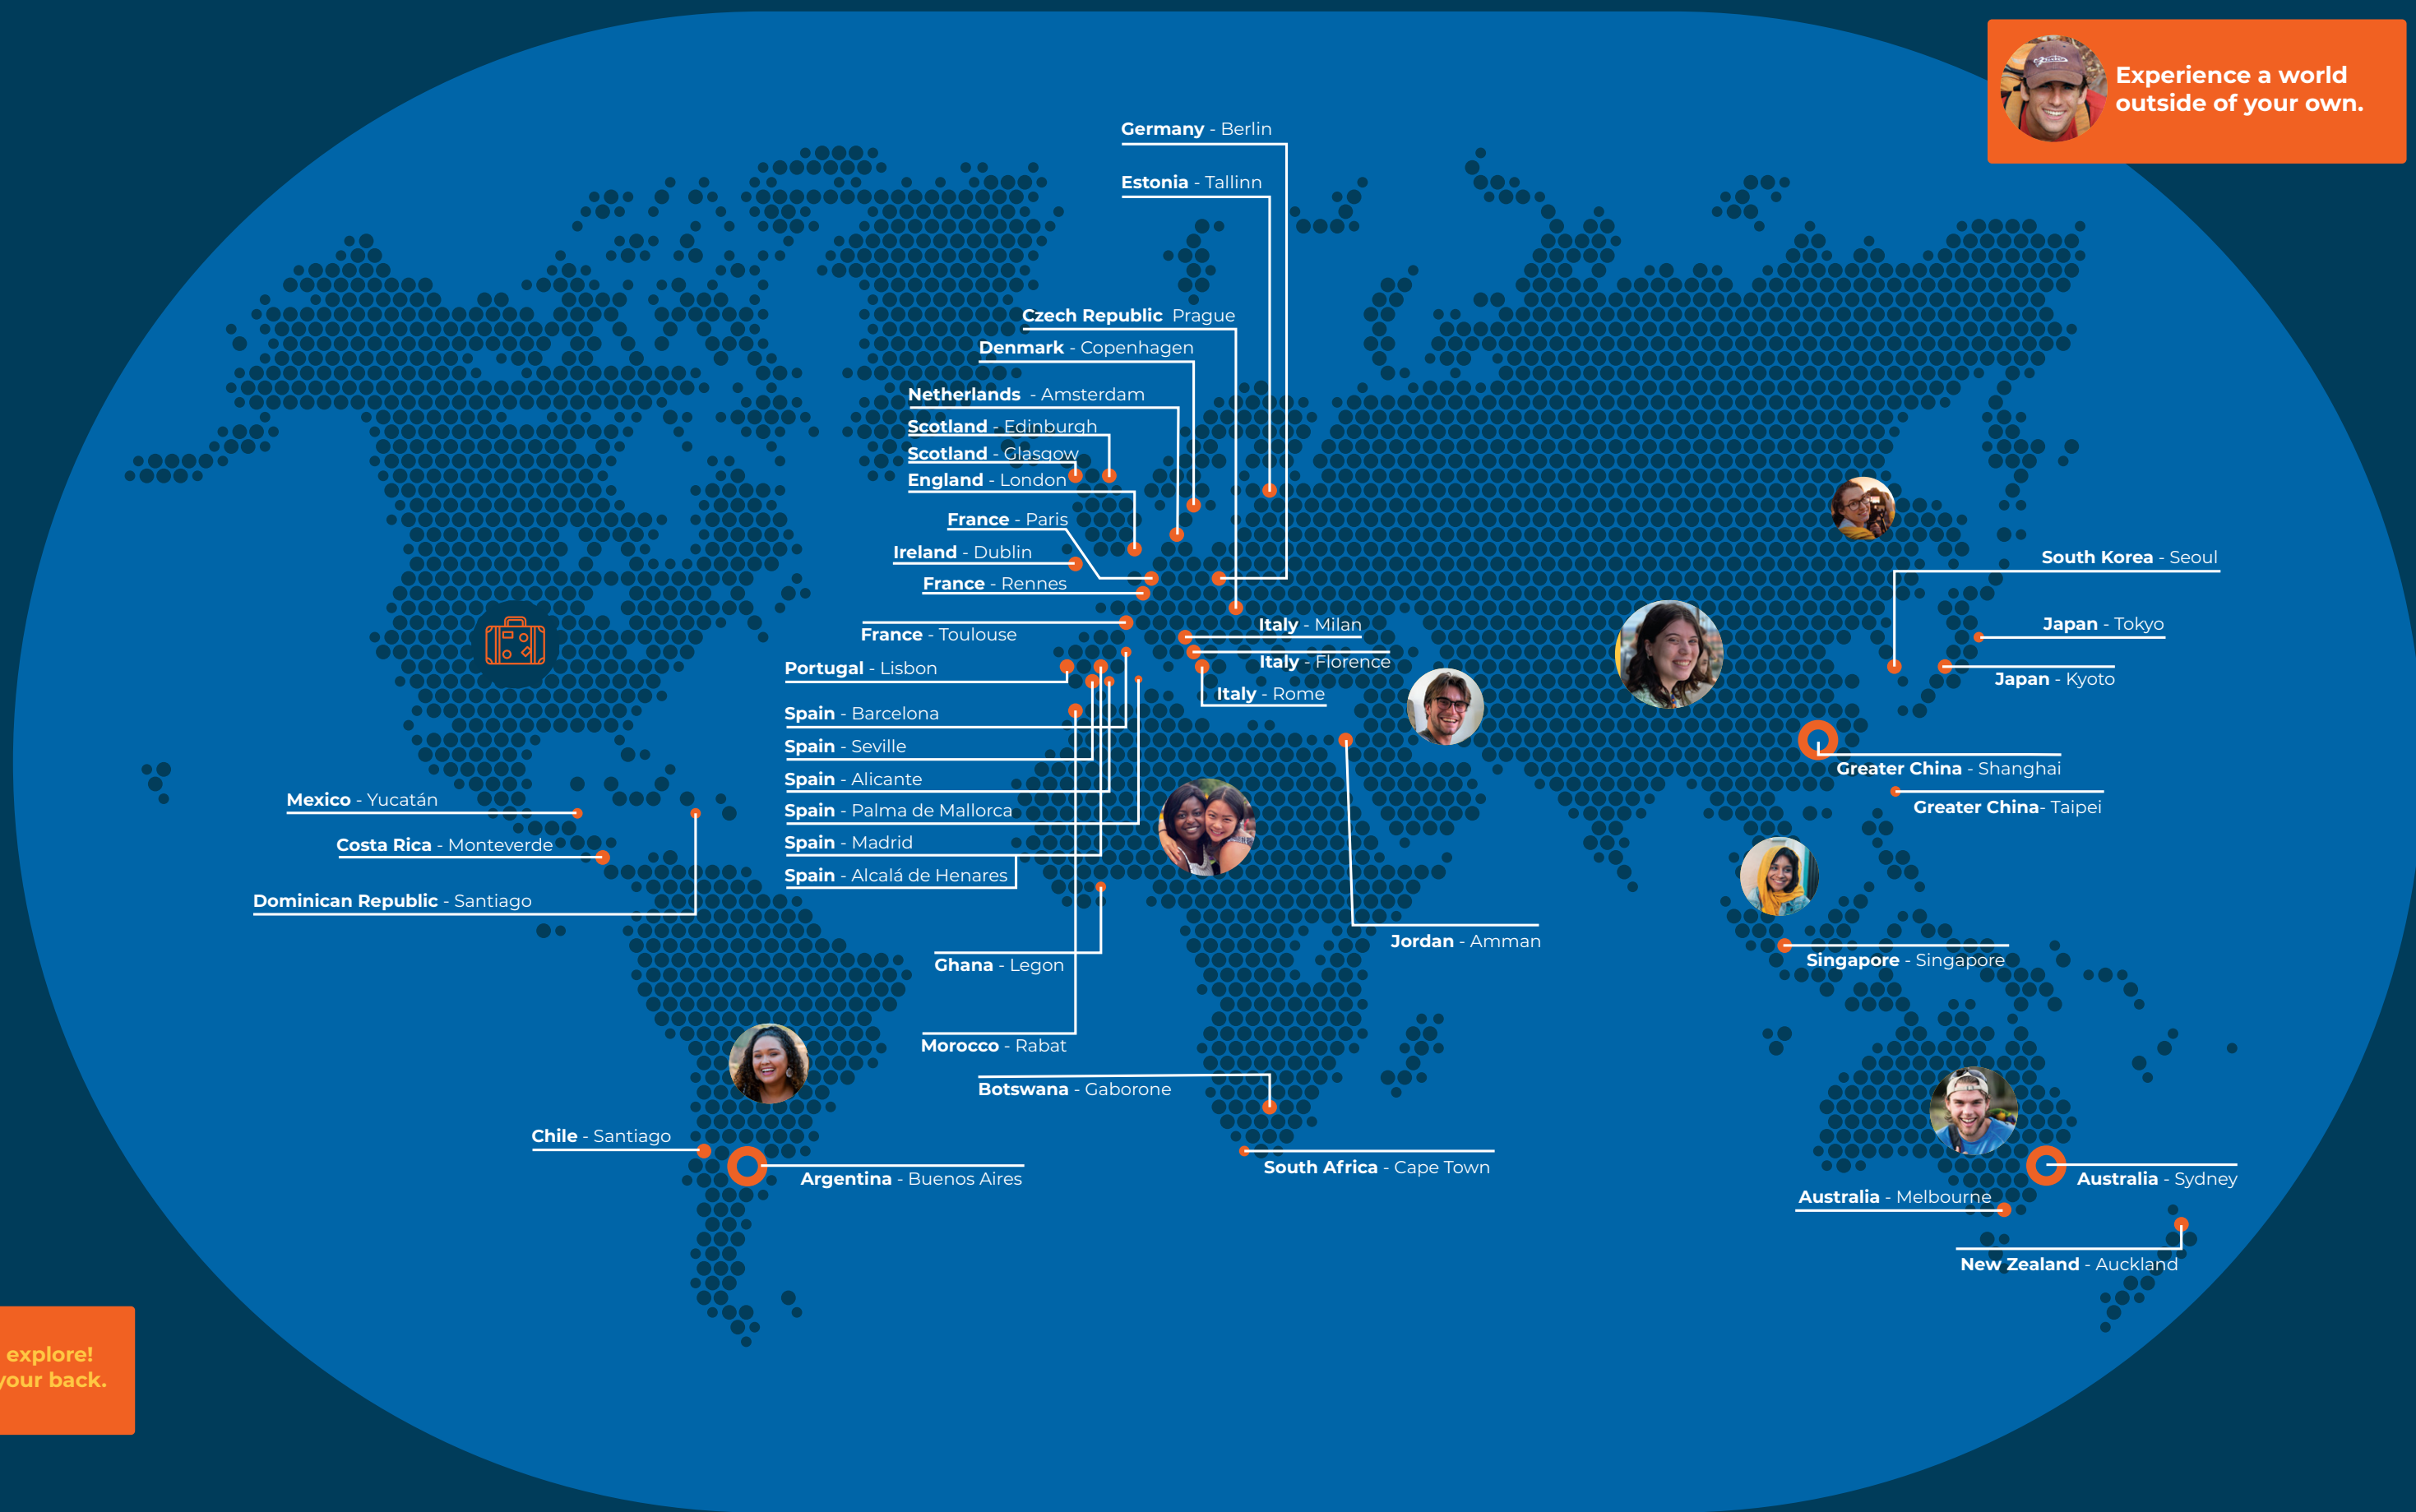 Experience a world
outside of your own.
Germany - Berlin
Estonia - Tallinn
Czech Republic Prague
Denmark - Copenhagen
Netherlands - Amsterdam
Scotland - Edinburgh
Scotland - Glasgow
England - London
France - Paris
Ireland - Dublin
France - Rennes
France - Toulouse
Italy - Milan
Italy - Florence
Italy - Rome
Portugal - Lisbon
Spain - Barcelona
Spain - Seville
Spain - Alicante
Spain - Palma de Mallorca
Spain - Madrid
Spain - Alcalá de Henares
South Korea - Seoul
Japan - Tokyo
Japan - Kyoto
Greater China - Shanghai
Greater China- Taipei
Mexico - Yucatán
Costa Rica - Monteverde
Dominican Republic - Santiago
Ghana - Legon
Jordan - Amman
Singapore - Singapore
Morocco - Rabat
Botswana - Gaborone
Chile - Santiago
Argentina - Buenos Aires
South Africa - Cape Town
Australia - Sydney
Australia - Melbourne
New Zealand - Auckland
explore!
your back.